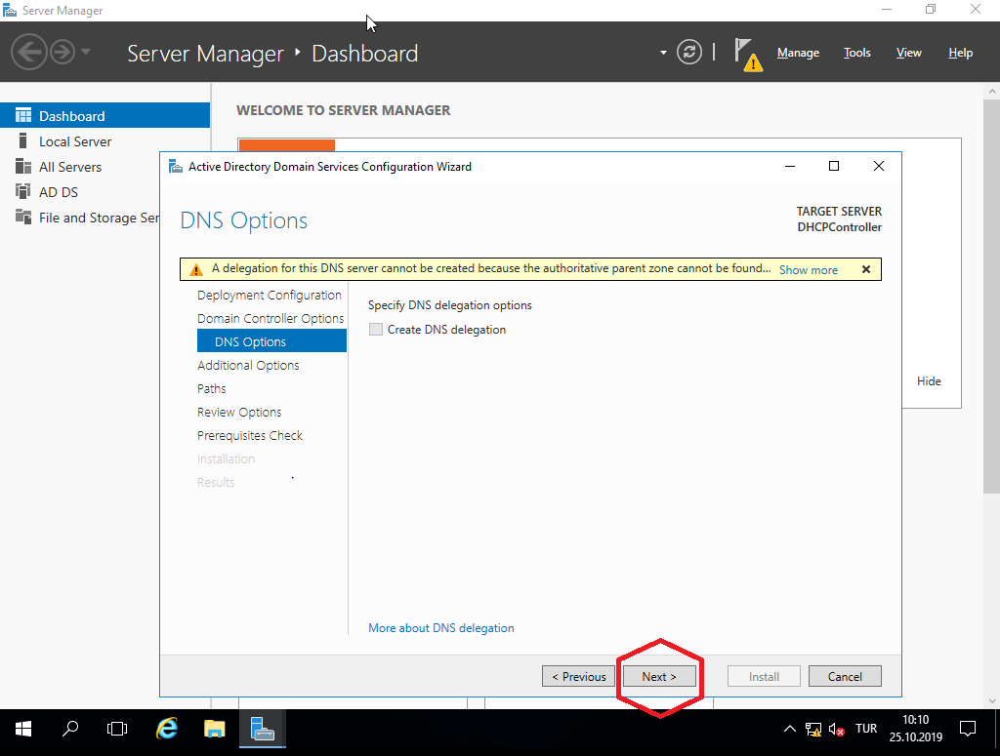 Server Manager
Server Manager ‣ Dashboard
Manage Tools View Help
Dashboard
Local Server
All Servers
AD DS
File and Storage Ser
WELCOME TO SERVER MANAGER
Active Directory Domain Services Configuration Wizard
DNS Options
TARGET SERVER
DHCPController
A delegation for this DNS server cannot be created because the authoritative parent zone cannot be found... Show more
Deployment Configuration
Domain Controller Options
DNS Options
Additional Options
Paths
Review Options
Prerequisites Check
Installation
Results
Specify DNS delegation options
Create DNS delegation
More about DNS delegation
Hide
< Previous Next > Install Cancel
TUR
10:10
25.10.2019